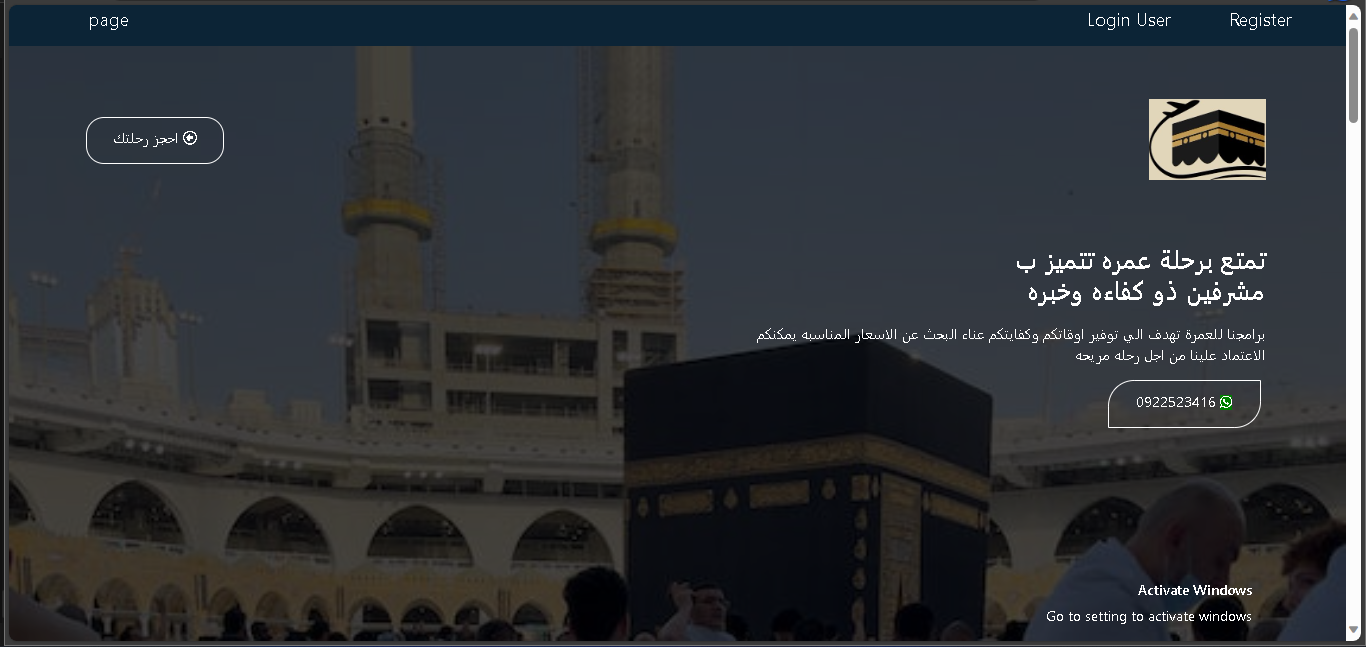 page
Login User
Register
احجز رحلتك
تمتع برحلة عمره تتميز ب
مشرفين ذو كفاءه وخبره
برامجنا للعمرة تهدف الي توفير اوقاتكم وكفايتكم عناء البحث عن الاسعار المناسبه يمكنكم
الاعتماد علينا من اجل رحله مريحه
0922523416
Activate Windows
Go to setting to activate windows